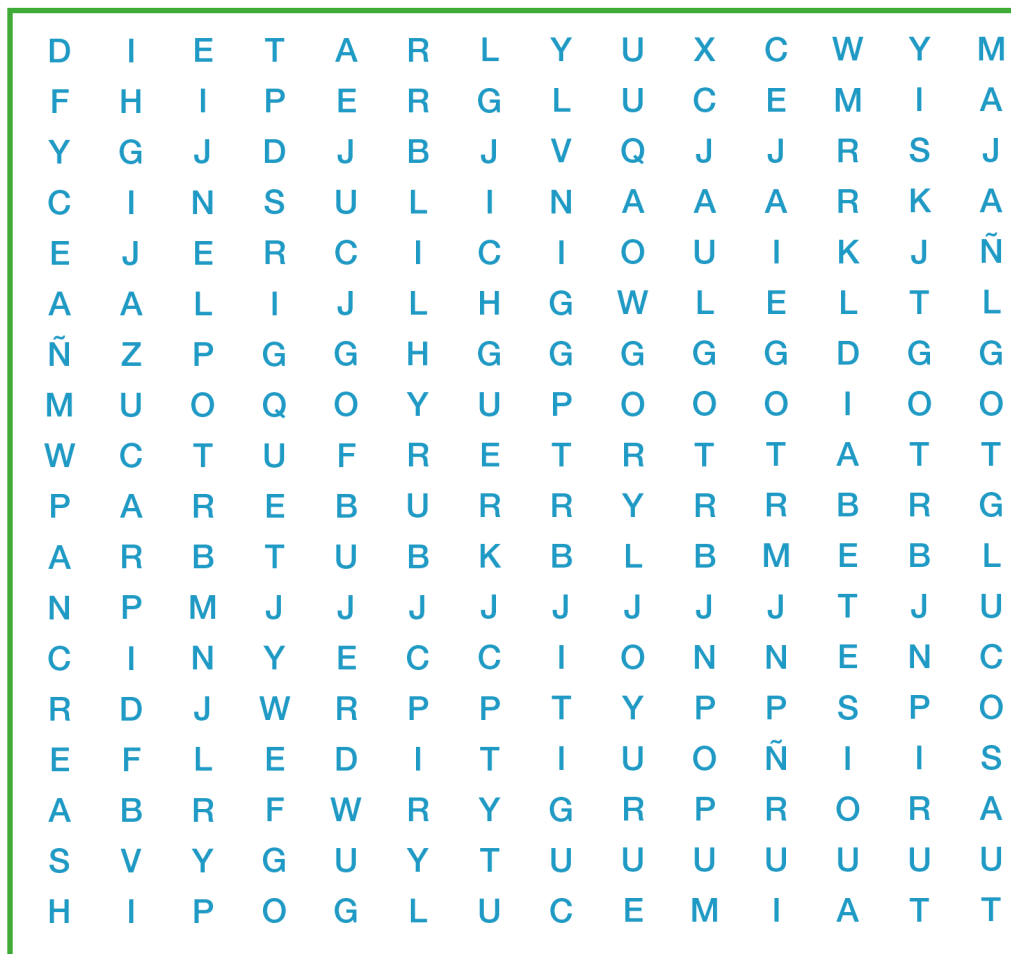 D I E T A R L Y U X C W Y M
F H I P E R G L U C E M I A
Y G J D J B J V Q J J R S J
C I N S U L I N A A A R K A
E J E R C I C I O U I K J Ñ
A A L I J L H G W L E L T L
Ñ Z P G G H G G G G G D G G
M U O Q O Y U P O O O I O O
W C T U F R E T R T T A T T
P A R E B U R R Y R R B R G
A R B T U B K B L B M E B L
N P M J J J J J J J J T J U
C I N Y E C C I O N N E N C
R D J W R P P T Y P P S P O
E F L E D I T I U O Ñ I I S
A B R F W R Y G R P R O R A
S V Y G U Y T U U U U U U U
H I P O G L U C E M I A T T